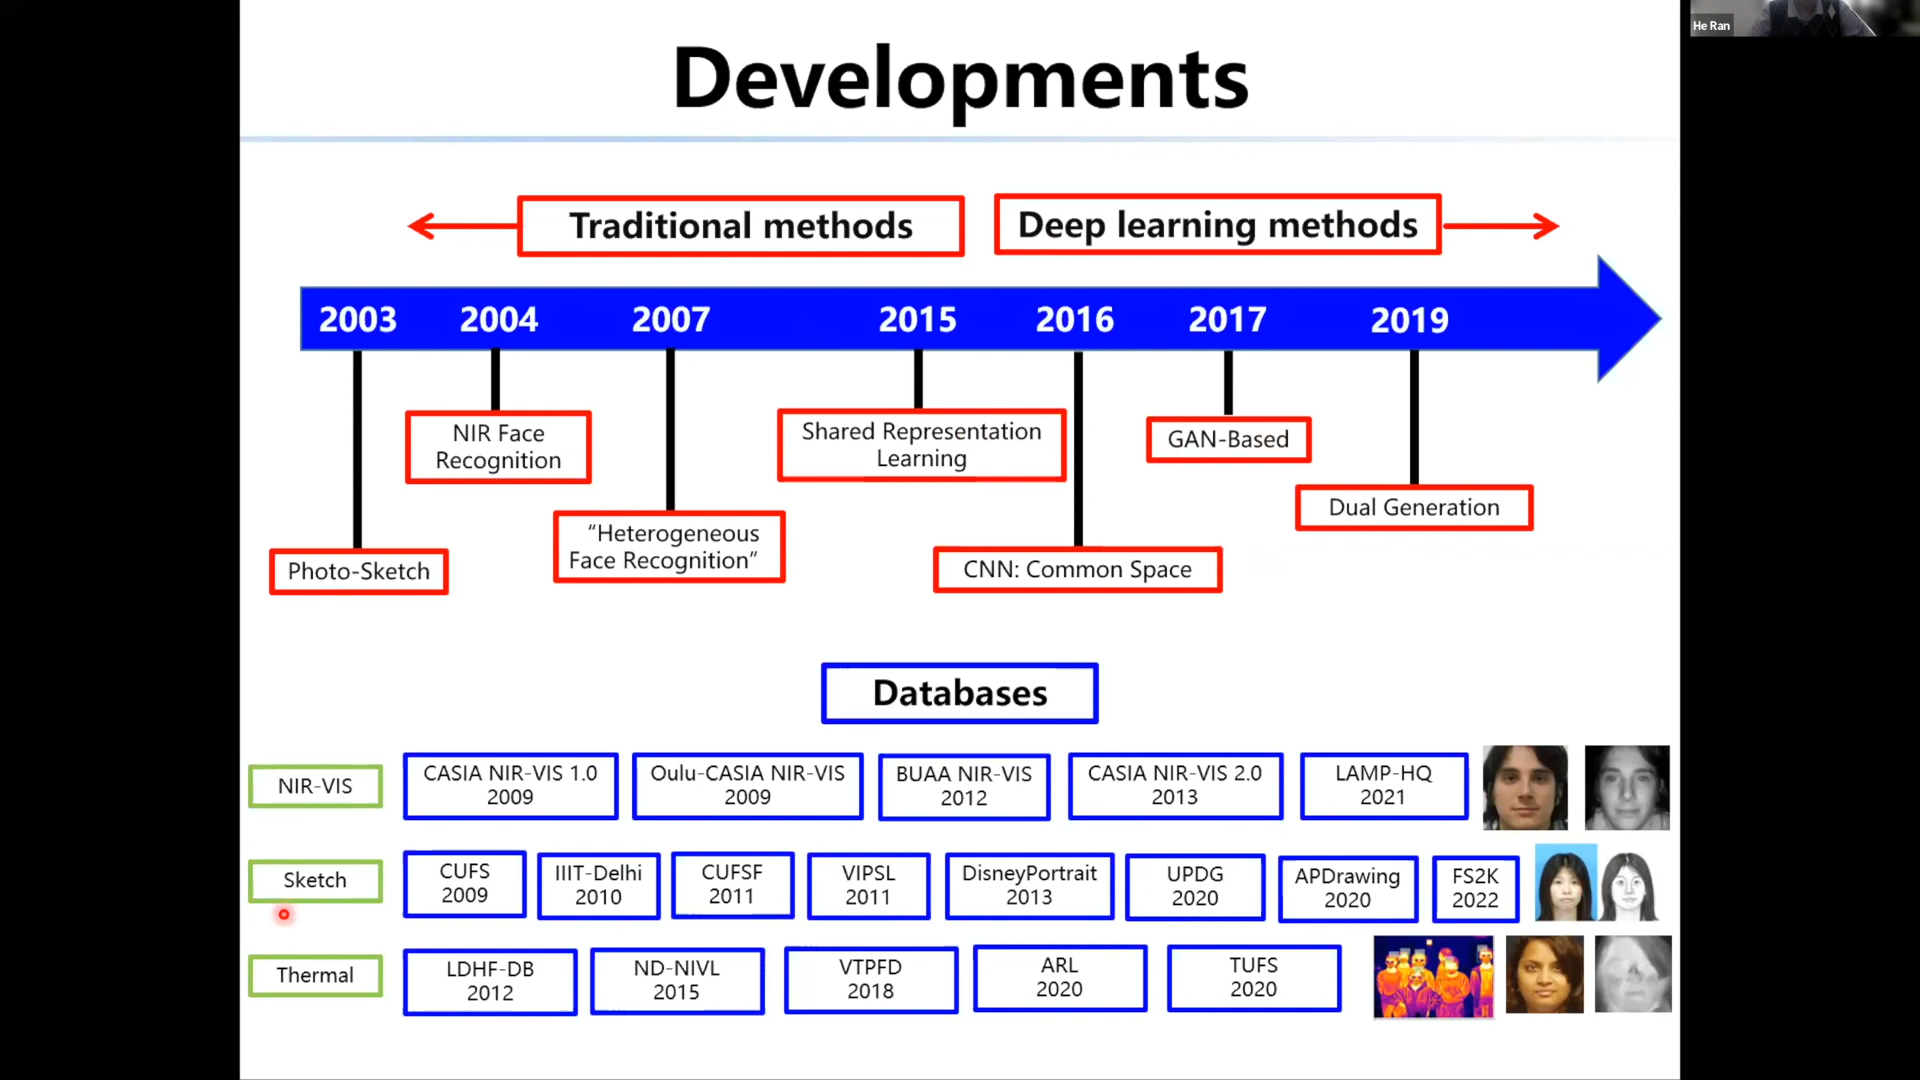 He Ran
Developments
Traditional methods
Deep learning methods
2003 2004 2007 2015 2016 2017 2019
NIR Face
Recognition
Shared Representation
Learning
GAN-Based
Dual Generation
“Heterogeneous
Face Recognition”
Photo-Sketch
CNN: Common Space
Databases
NIR-VIS
CASIA NIR-VIS 1.0
2009
Oulu-CASIA NIR-VIS
2009
BUAA NIR-VIS
2012
CASIA NIR-VIS 2.0
2013
LAMP-HQ
2021
Sketch
CUFS
2009
IIIT-Delhi
2010
CUFSF
2011
VIPSL
2011
DisneyPortrait
2013
UPDG
2020
APDrawing
2020
FS2K
2022
Thermal
LDHF-DB
2012
ND-NIVL
2015
VTPFD
2018
ARL
2020
TUFS
2020